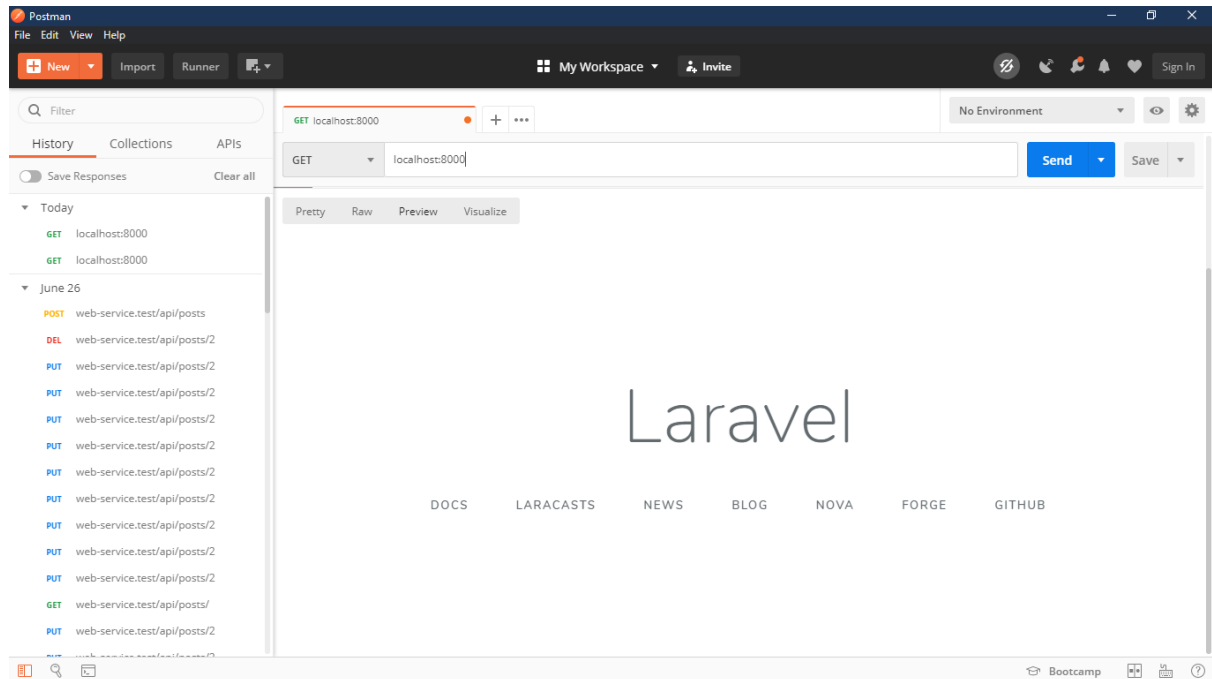 Postman
File Edit View Help
New Import Runner My Workspace Invite Sign In
Filter
History Collections APIs
Save Responses Clear all
Today
GET localhost:8000
GET localhost:8000
June 26
POST web-service.test/api/posts
DEL web-service.test/api/posts/2
PUT web-service.test/api/posts/2
PUT web-service.test/api/posts/2
PUT web-service.test/api/posts/2
PUT web-service.test/api/posts/2
PUT web-service.test/api/posts/2
PUT web-service.test/api/posts/2
PUT web-service.test/api/posts/2
PUT web-service.test/api/posts/2
PUT web-service.test/api/posts/2
GET web-service.test/api/posts/
PUT web-service.test/api/posts/2
PUT web-service.test/api/posts/2
GET localhost:8000
No Environment
GET localhost:8000 Send Save
Pretty Raw Preview Visualize
Laravel
DOCS LARACASTS NEWS BLOG NOVA FORGE GITHUB
Bootcamp